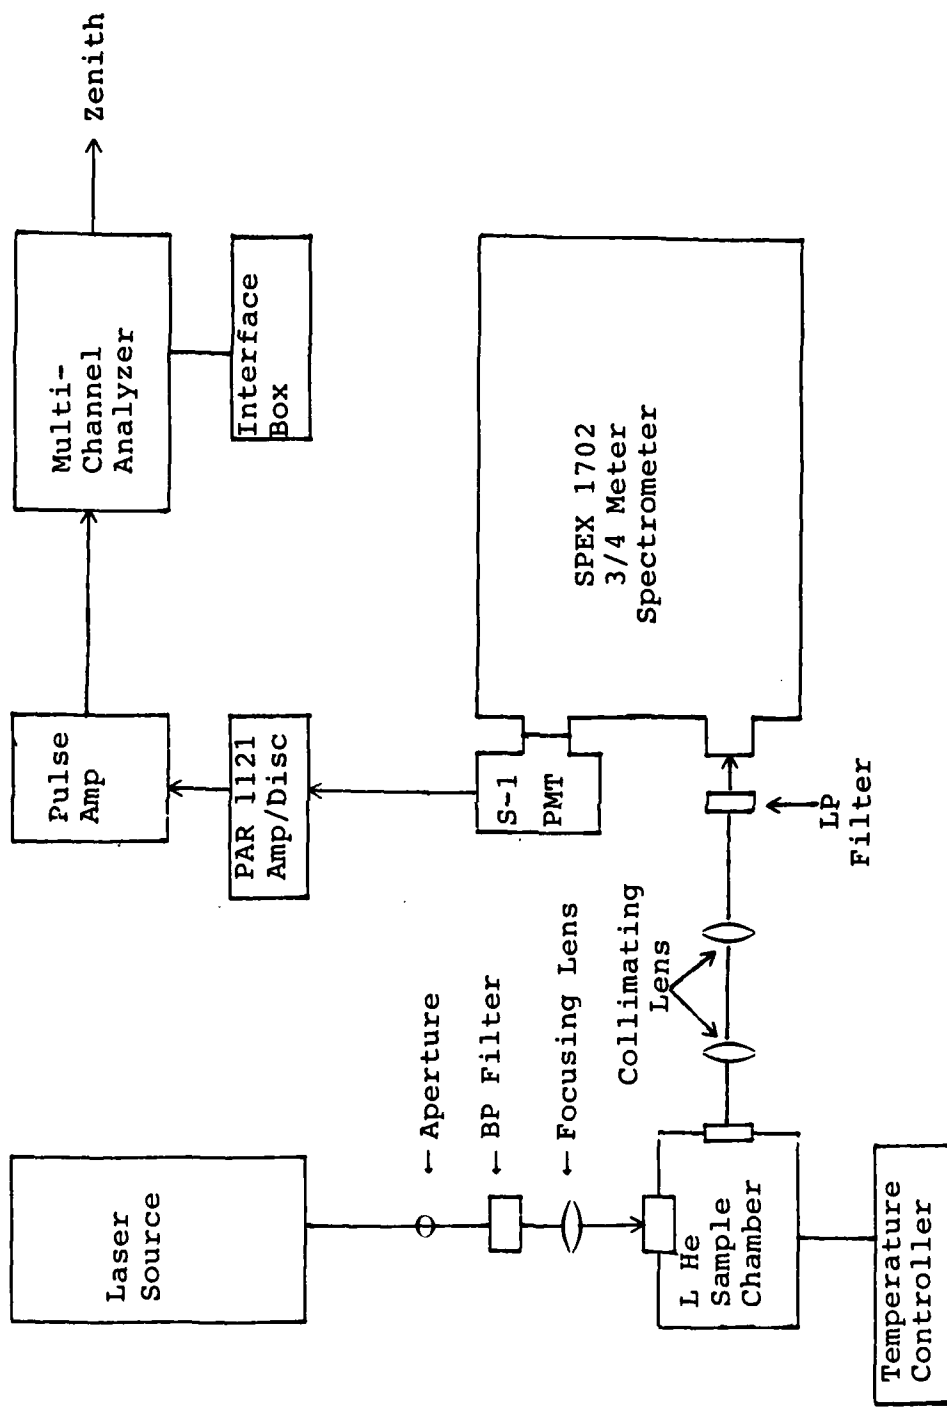 Laser
Source
← Aperture
← BP Filter
← Focusing Lens
L He
Sample
Chamber
Temperature
Controller
Collimating
Lens
LP
Filter
Pulse
Amp
PAR 1121
Amp/Disc
S-1
PMT
Multi-
Channel
Analyzer
Interface
Box
SPEX 1702
3/4 Meter
Spectrometer
Zenith